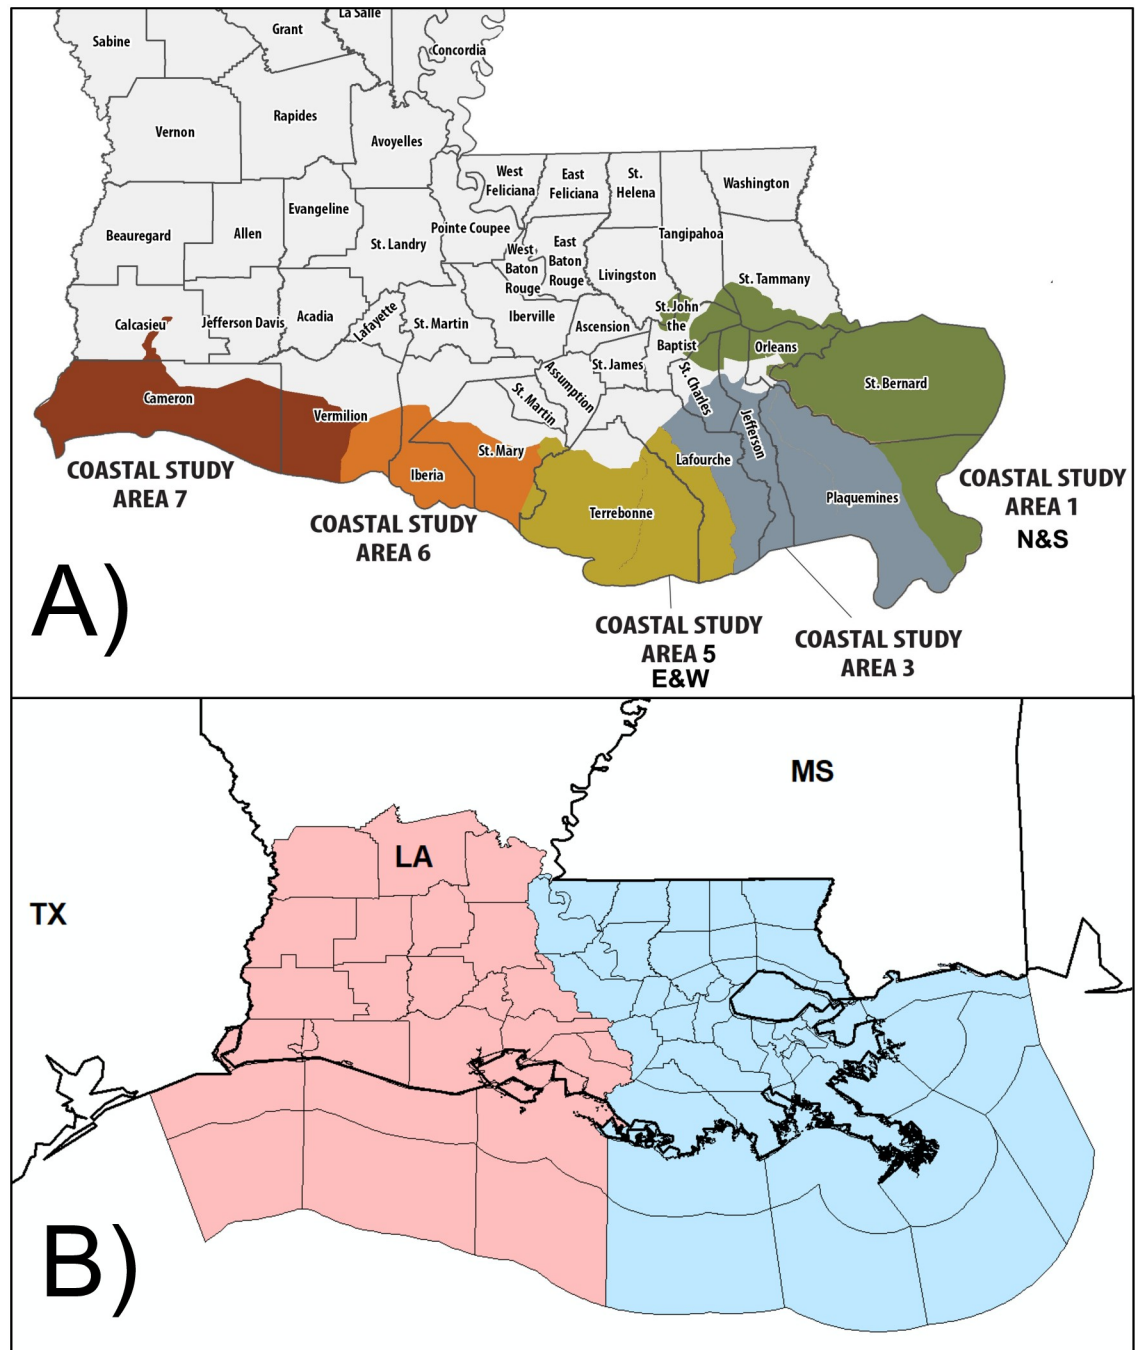 La Salle
Grant
Sabine
Concordia
Rapides
Vernon
Avoyelles
West
Feliciana
East
Feliciana
St.
Helena
Washington
Evangeline
Pointe Coupee
Beauregard
Allen
St. Landry
Tangipahoa
West
Baton
Rouge
East
Baton
Rouge
Livingston
St. Tammany
Calcasieu
Jefferson Davis
Acadia
Lafayette
St. Martin
Iberville
Ascension
St. John
the
Baptist
Orleans
St. James
Assumption
St. Martin
St. Charles
St. Bernard
Cameron
Vermilion
Jefferson
St. Mary
Iberia
Lafourche
Terrebonne
Plaquemines
COASTAL STUDY
AREA 7
COASTAL STUDY
AREA 6
COASTAL STUDY
AREA 1
N&S
COASTAL STUDY
AREA 5
E&W
COASTAL STUDY
AREA 3
A)
MS
LA
TX
B)